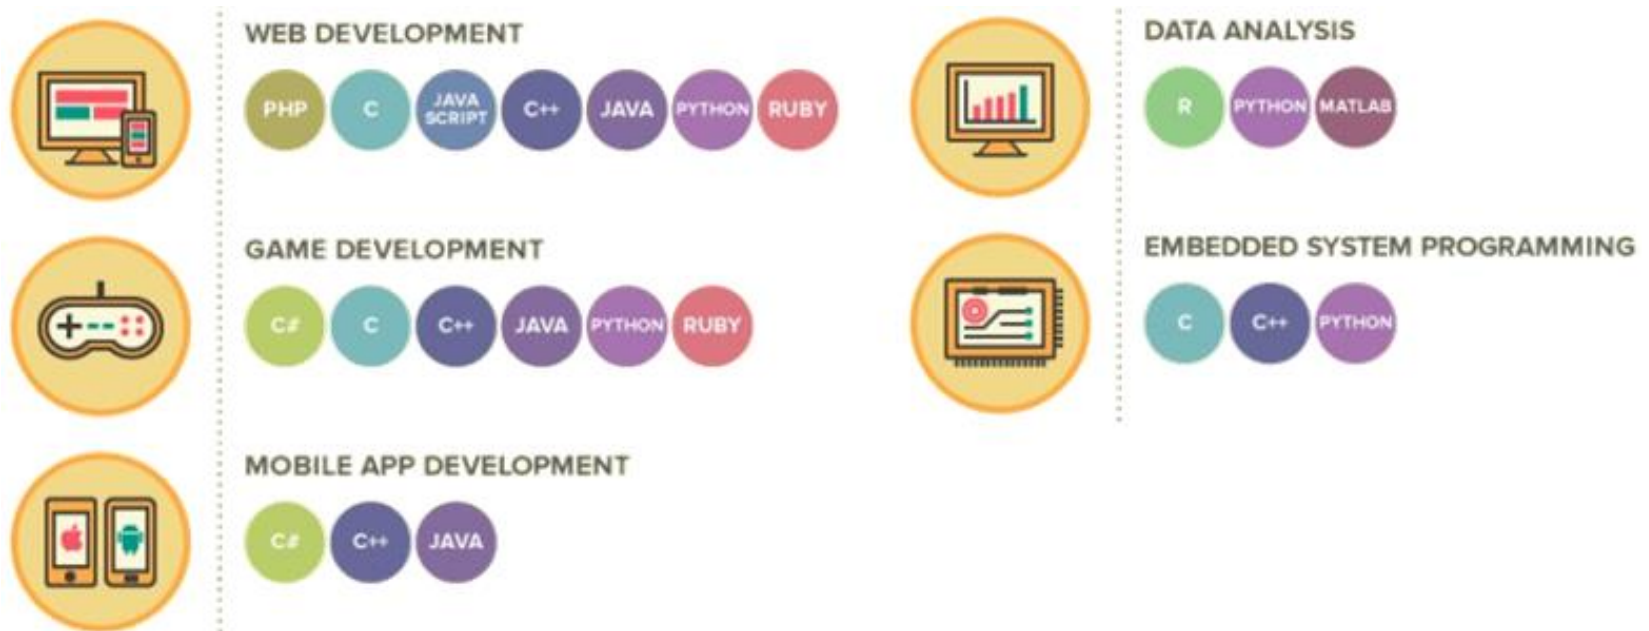 WEB DEVELOPMENT
PHP C JAVA SCRIPT C++ JAVA PYTHON RUBY
GAME DEVELOPMENT
C# C C++ JAVA PYTHON RUBY
MOBILE APP DEVELOPMENT
C# C++ JAVA
DATA ANALYSIS
R PYTHON MATLAB
EMBEDDED SYSTEM PROGRAMMING
C C++ PYTHON